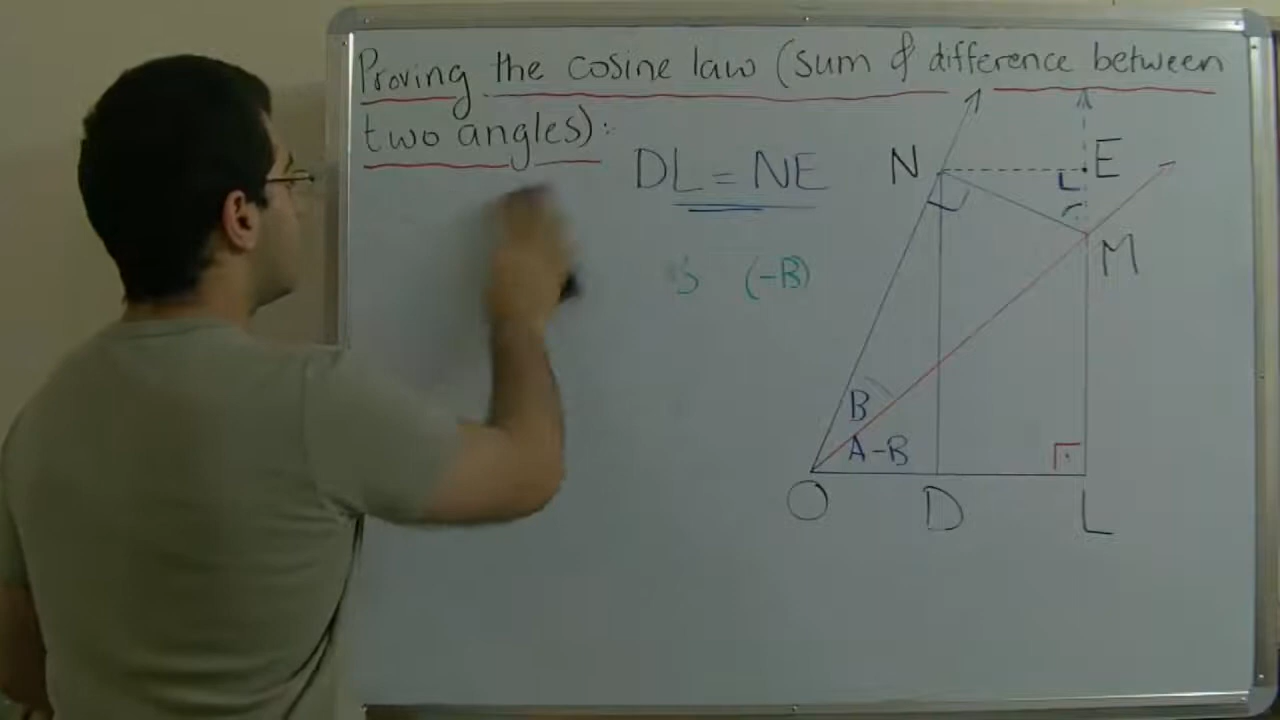 Proving the cosine law (sum & difference between
two angles):
DL = NE
N
E
(-B)
M
B
A-B
O
D
L